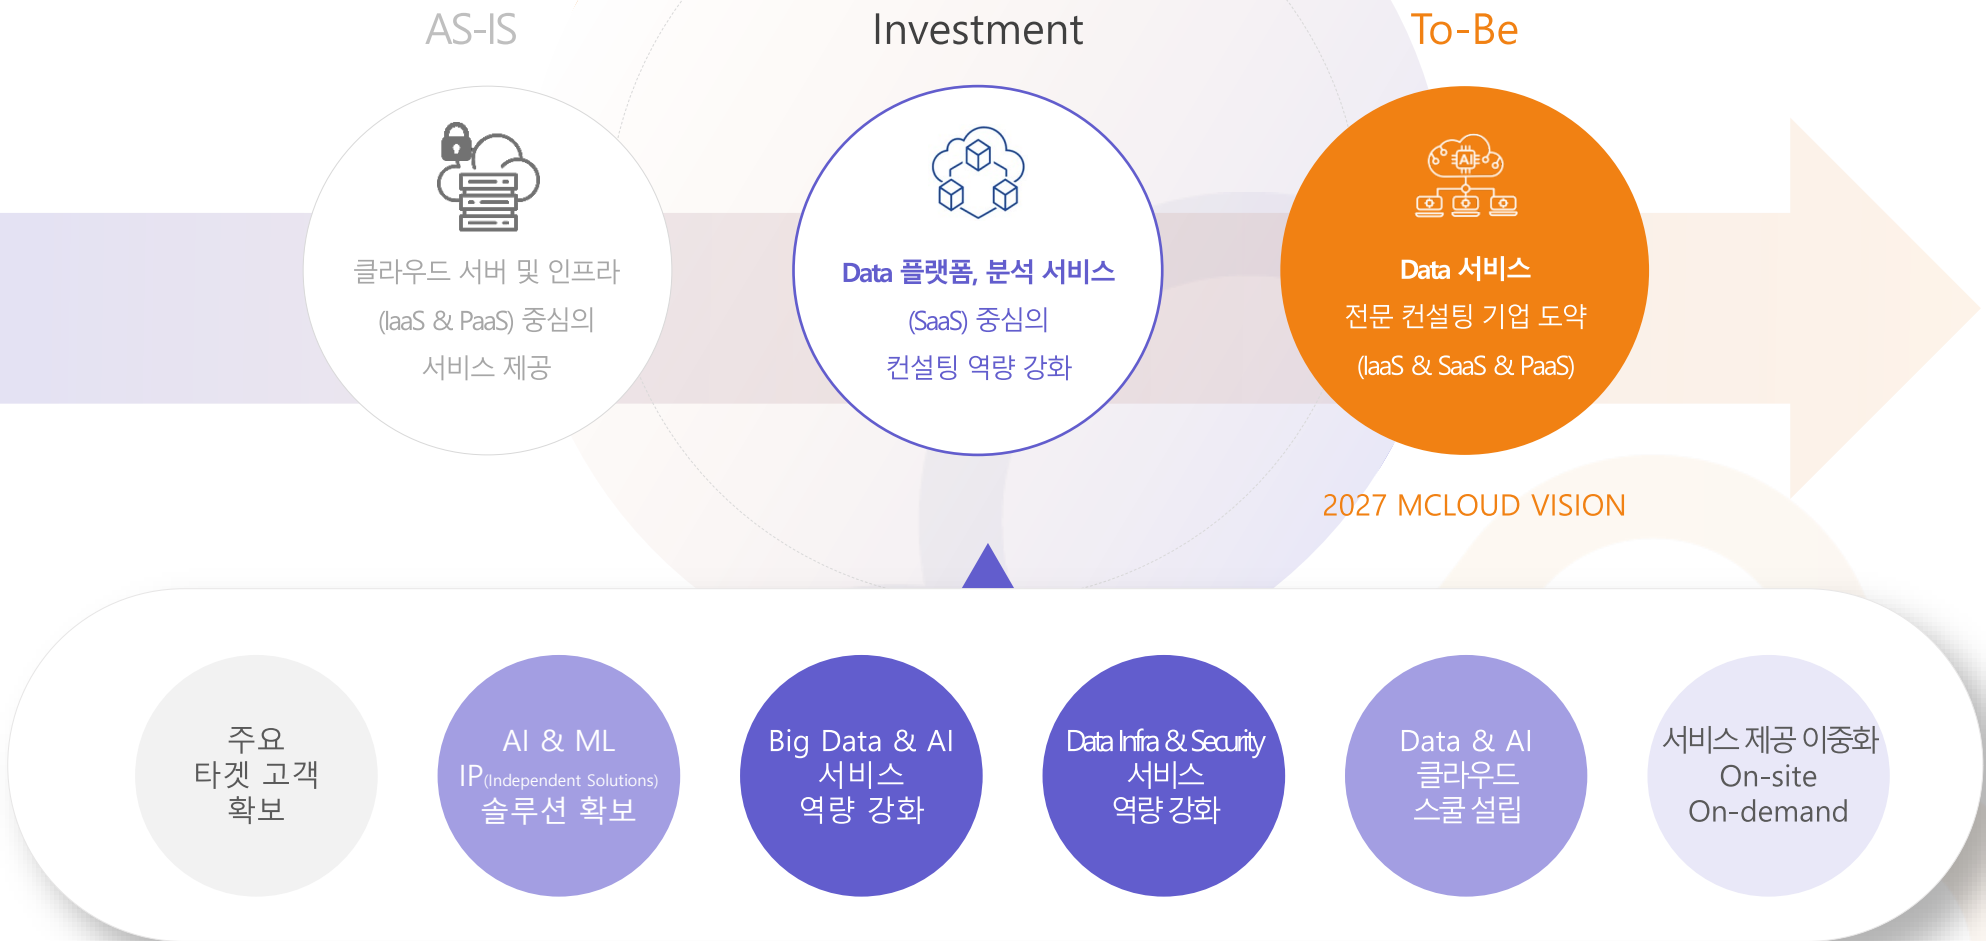 AS-IS
Investment
To-Be
클라우드 서버 및 인프라
(IaaS & PaaS) 중심의
서비스 제공
Data 플랫폼, 분석 서비스
(SaaS) 중심의
컨설팅 역량 강화
AI
Data 서비스
전문 컨설팅 기업 도약
(IaaS & SaaS & PaaS)
2027 MCLOUD VISION
주요
타겟 고객
확보
AI & ML
IP(Independent Solutions)
솔루션 확보
Big Data & AI
서비스
역량 강화
Data Infra & Security
서비스
역량 강화
Data & AI
클라우드
스쿨 설립
서비스 제공 이중화
On-site
On-demand